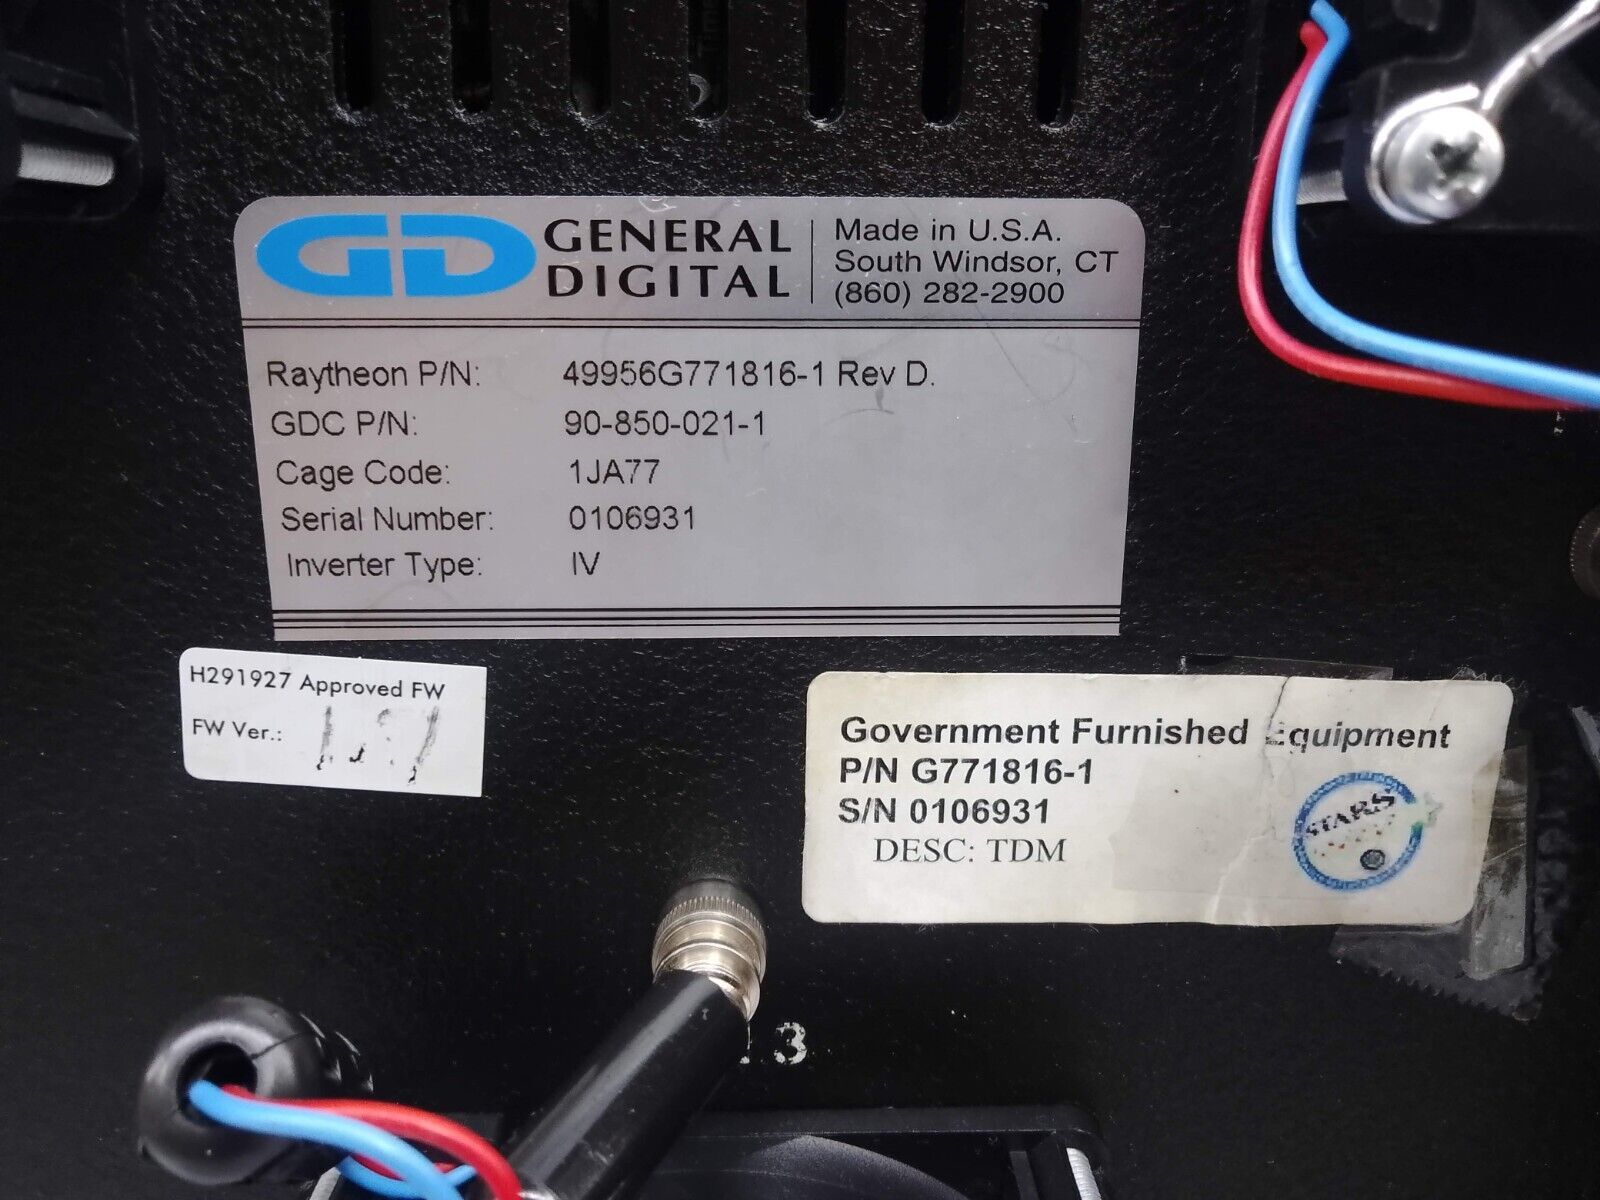 GD GENERAL DIGITAL
Made in U.S.A.
South Windsor, CT
(860) 282-2900
Raytheon P/N: 49956G771816-1 Rev D.
GDC P/N: 90-850-021-1
Cage Code: 1JA77
Serial Number: 0106931
Inverter Type: IV
H291927 Approved FW
FW Ver.:
Government Furnished Equipment
P/N G771816-1
S/N 0106931
DESC: TDM
STARS
13